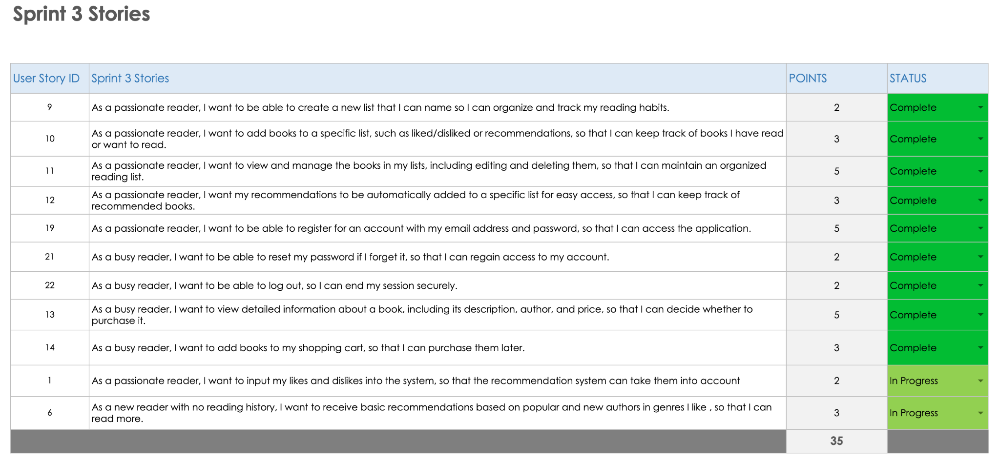 Sprint 3 Stories
User Story ID Sprint 3 Stories POINTS STATUS
9 As a passionate reader, I want to be able to create a new list that I can name so I can organize and track my reading habits. 2 Complete
10 As a passionate reader, I want to add books to a specific list, such as liked/disliked or recommendations, so that I can keep track of books I have read
or want to read. 3 Complete
11 As a passionate reader, I want to view and manage the books in my lists, including editing and deleting them, so that I can maintain an organized
reading list. 5 Complete
12 As a passionate reader, I want my recommendations to be automatically added to a specific list for easy access, so that I can keep track of
recommended books. 3 Complete
19 As a passionate reader, I want to be able to register for an account with my email address and password, so that I can access the application. 5 Complete
21 As a busy reader, I want to be able to reset my password if I forget it, so that I can regain access to my account. 2 Complete
22 As a busy reader, I want to be able to log out, so I can end my session securely. 2 Complete
13 As a busy reader, I want to view detailed information about a book, including its description, author, and price, so that I can decide whether to
purchase it. 5 Complete
14 As a busy reader, I want to add books to my shopping cart, so that I can purchase them later. 3 Complete
1 As a passionate reader, I want to input my likes and dislikes into the system, so that the recommendation system can take them into account 2 In Progress
6 As a new reader with no reading history, I want to receive basic recommendations based on popular and new authors in genres I like , so that I can
read more. 3 In Progress
35